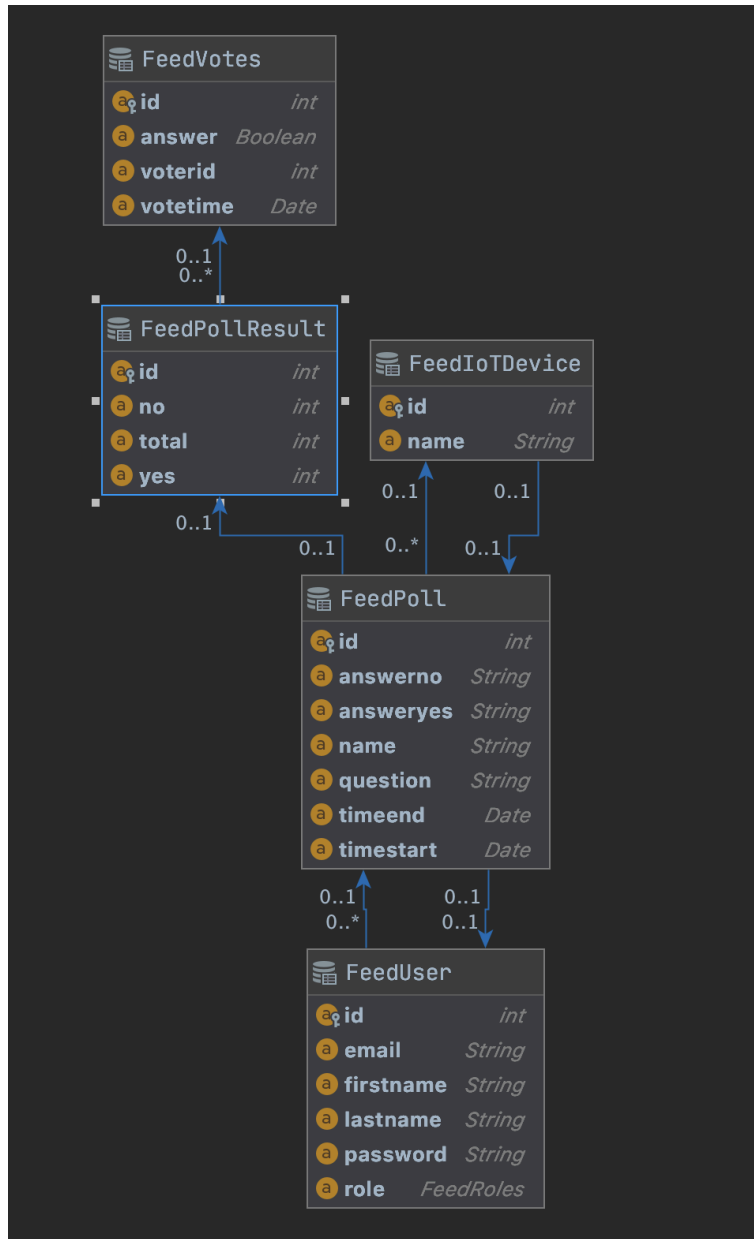 FeedVotes
id int
answer Boolean
voterid int
votetime Date
0..1
0..*
FeedPollResult
id int
no int
total int
yes int
FeedIoTDevice
id int
name String
0..1
0..1
0..1
0..1
0..*
0..1
FeedPoll
id int
answerno String
answeryes String
name String
question String
timeend Date
timestart Date
0..1
0..1
0..*
0..1
FeedUser
id int
email String
firstname String
lastname String
password String
role FeedRoles